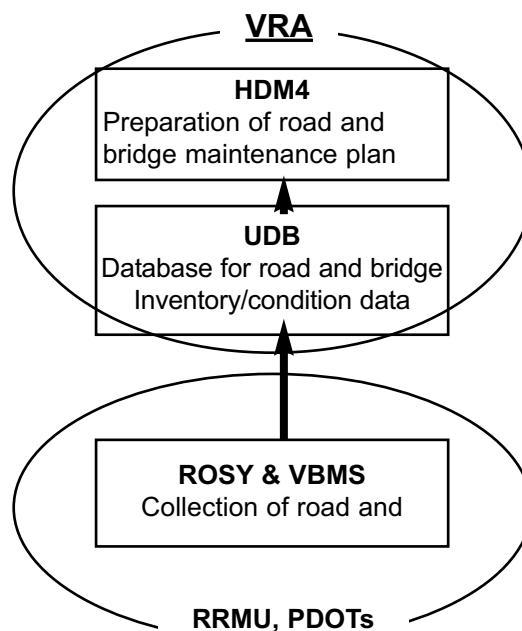 VRA
HDM4
Preparation of road and
bridge maintenance plan
UDB
Database for road and bridge
Inventory/condition data
ROSY & VBMS
Collection of road and
RRMU, PDOTs